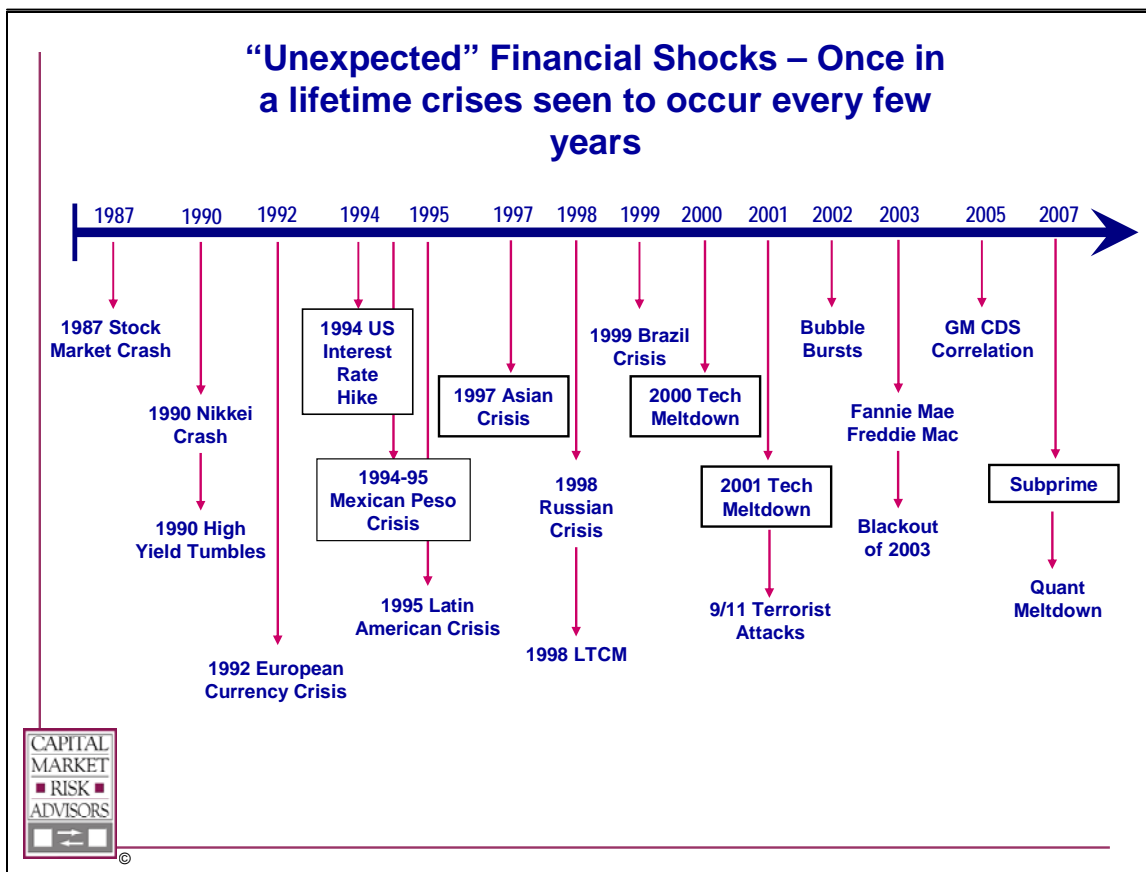 “Unexpected” Financial Shocks – Once in
a lifetime crises seen to occur every few
years
1987 1990 1992 1994 1995 1997 1998 1999 2000 2001 2002 2003 2005 2007
1987 Stock
Market Crash
1990 Nikkei
Crash
1990 High
Yield Tumbles
1992 European
Currency Crisis
1994 US
Interest
Rate
Hike
1994-95
Mexican Peso
Crisis
1995 Latin
American Crisis
1997 Asian
Crisis
1998
Russian
Crisis
1998 LTCM
1999 Brazil
Crisis
2000 Tech
Meltdown
2001 Tech
Meltdown
9/11 Terrorist
Attacks
Bubble
Bursts
Fannie Mae
Freddie Mac
Blackout
of 2003
GM CDS
Correlation
Subprime
Quant
Meltdown
CAPITAL
MARKET
RISK
ADVISORS
©